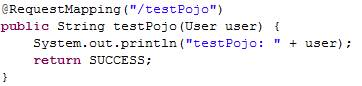 @RequestMapping("/testPojo")
public String testPojo(User user) {
    System.out.println("testPojo: " + user);
    return SUCCESS;
}